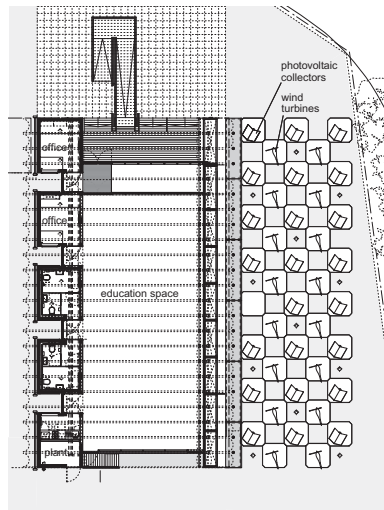 photovoltaic
collectors
wind
turbines
office
office
education space
plant